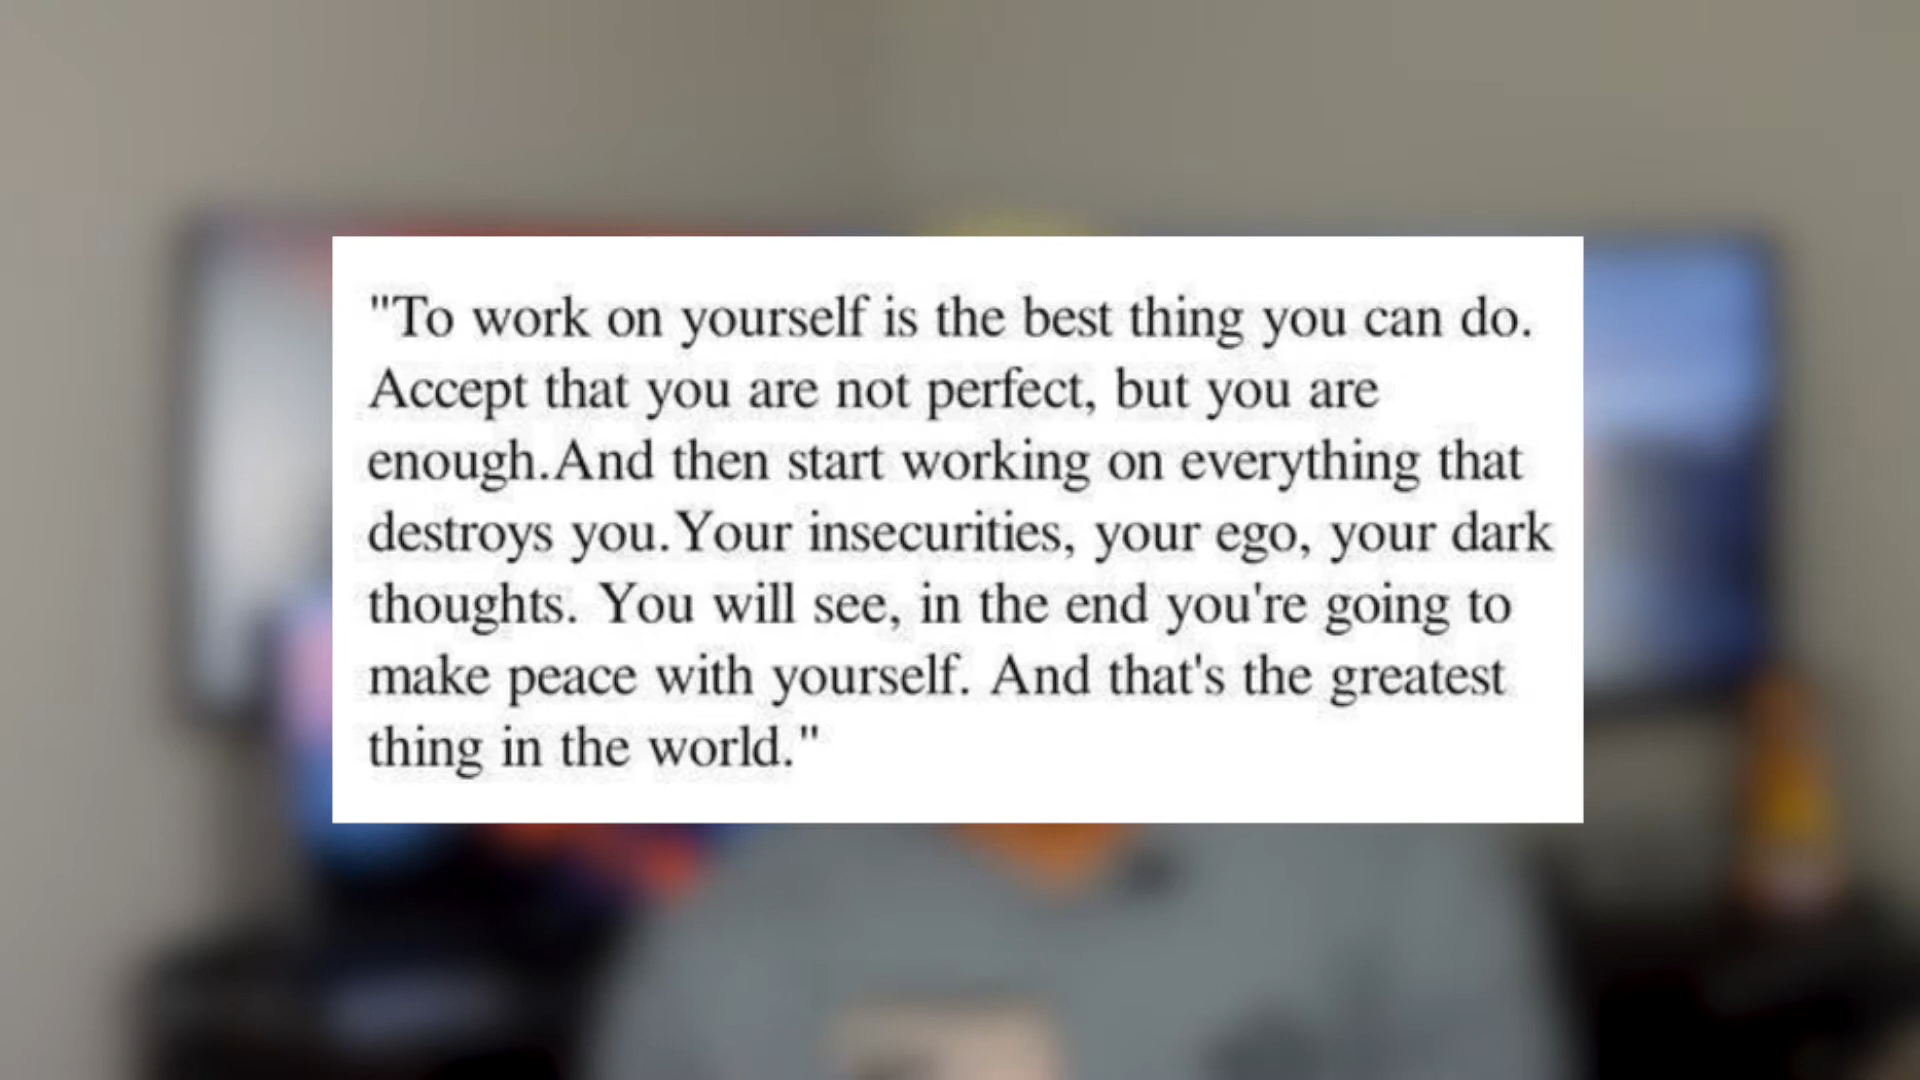 "To work on yourself is the best thing you can do.
Accept that you are not perfect, but you are
enough.And then start working on everything that
destroys you.Your insecurities, your ego, your dark
thoughts. You will see, in the end you're going to
make peace with yourself. And that's the greatest
thing in the world."